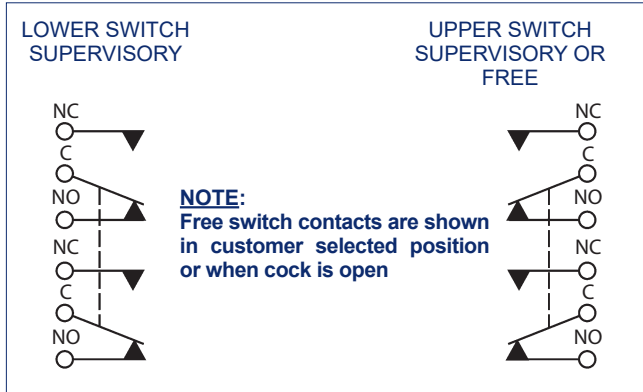 LOWER SWITCH
SUPERVISORY
UPPER SWITCH
SUPERVISORY OR
FREE
NC
C
NO
NC
C
NO
NOTE:
Free switch contacts are shown
in customer selected position
or when cock is open
NC
C
NO
NC
C
NO